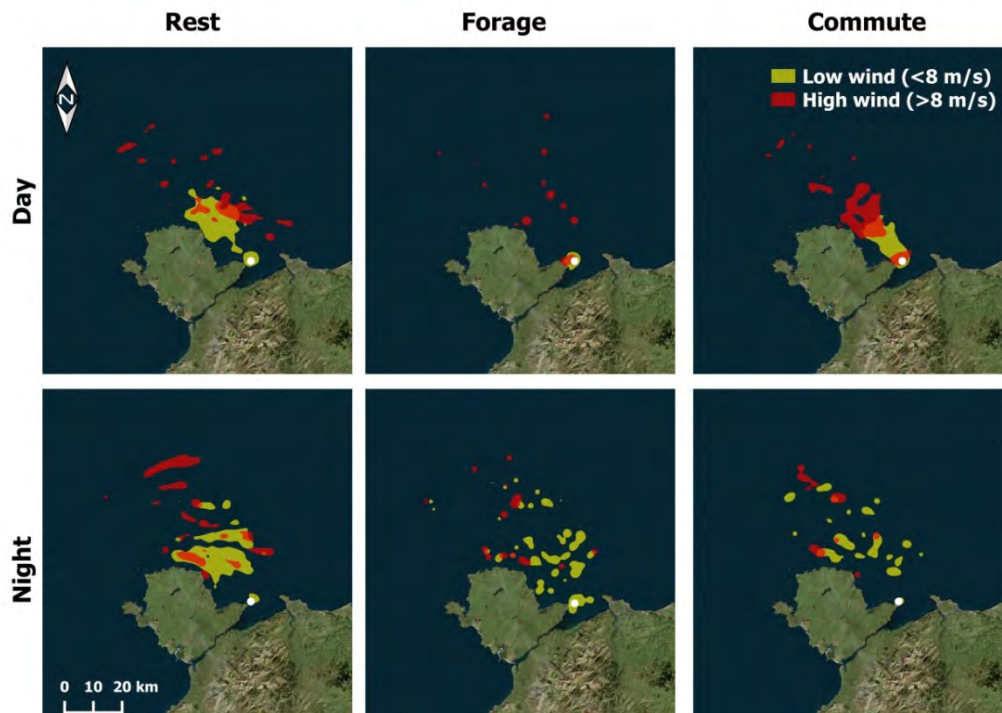 Rest Forage Commute
Day
N
Low wind (<8 m/s)
High wind (>8 m/s)
Night
0 10 20 km